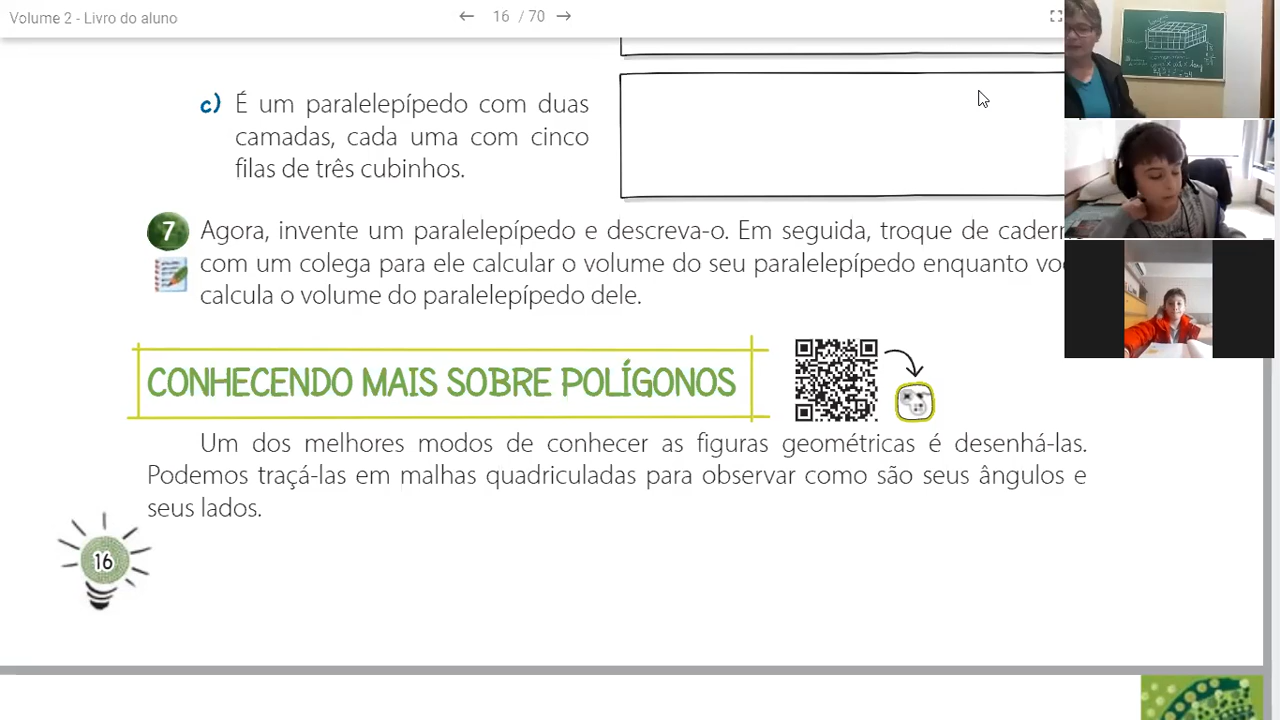 Volume 2 - Livro do aluno
16 / 70
c) É um paralelepípedo com duas
camadas, cada uma com cinco
filas de três cubinhos.
7 Agora, invente um paralelepípedo e descreva-o. Em seguida, troque de
com um colega para ele calcular o volume do seu paralelepípedo enquanto
calcula o volume do paralelepípedo dele.
CONHECENDO MAIS SOBRE POLÍGONOS
Um dos melhores modos de conhecer as figuras geométricas é desenhá-las.
Podemos traçá-las em malhas quadriculadas para observar como são seus ângulos e
seus lados.
16